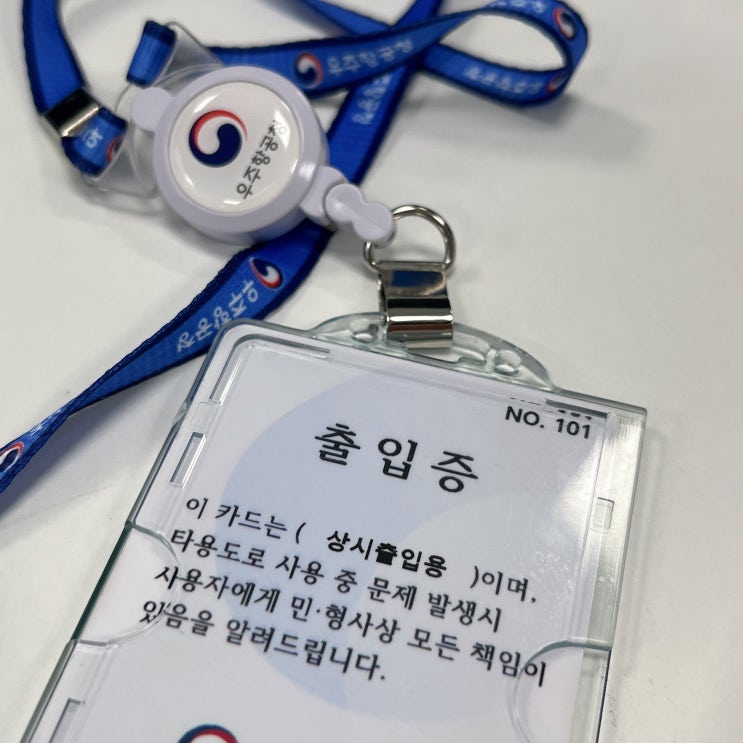 우주항공청
우주항공청
NO. 101
출입증
이 카드는 ( 상시출입용 )이며,
타용도로 사용 중 문제 발생시
사용자에게 민·형사상 모든 책임이
있음을 알려드립니다.